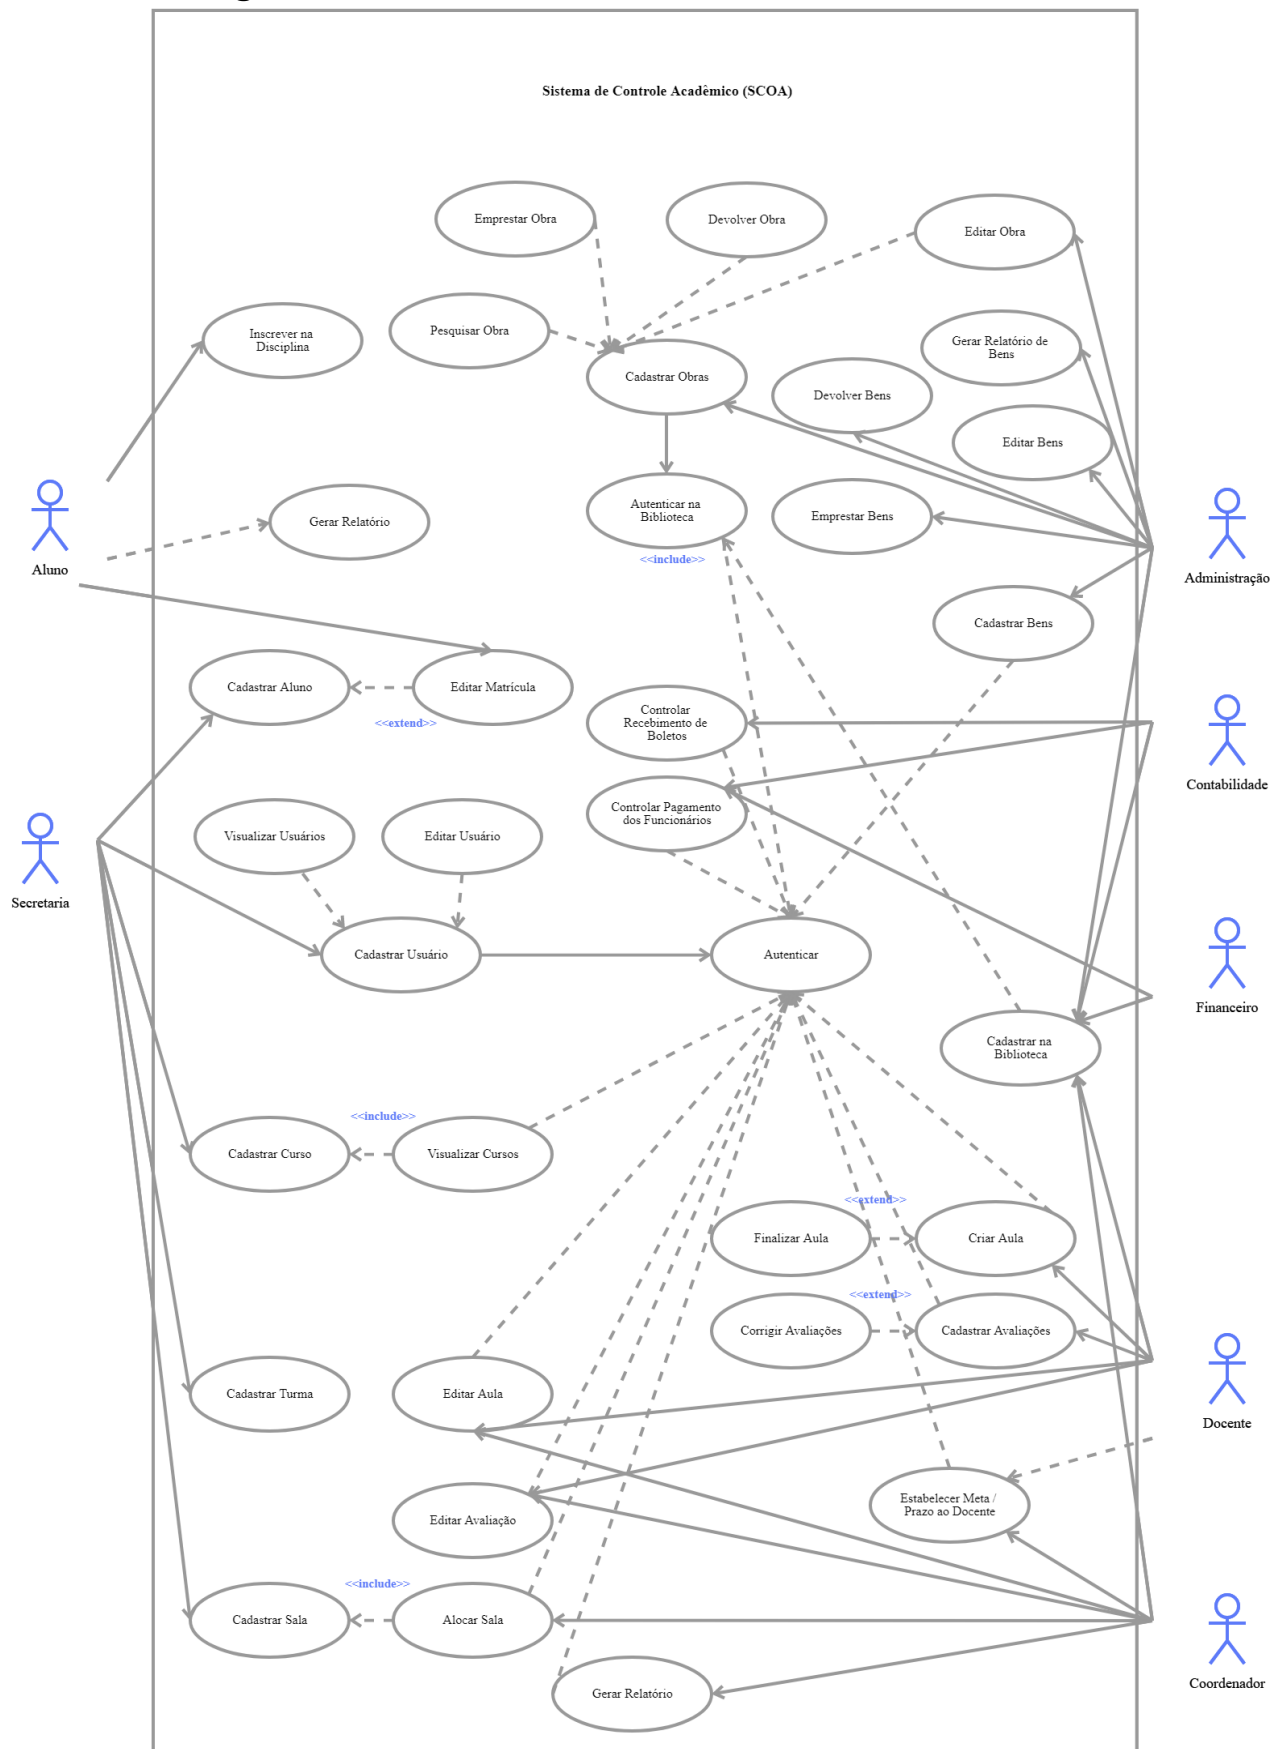 Sistema de Controle Acadêmico (SCOA)
Emprestar Obra
Devolver Obra
Editar Obra
Inscrever na
Disciplina
Pesquisar Obra
Gerar Relatório de
Bens
Cadastrar Obras
Devolver Bens
Editar Bens
Aluno
Gerar Relatório
Autenticar na
Biblioteca
<<include>>
Emprestar Bens
Administração
Cadastrar Bens
Cadastrar Aluno
Editar Matrícula
<<extend>>
Controlar
Recebimento de
Boletos
Contabilidade
Controlar Pagamento
dos Funcionários
Visualizar Usuários
Editar Usuário
Secretaria
Cadastrar Usuário
Autenticar
Financeiro
Cadastrar na
Biblioteca
<<include>>
Cadastrar Curso
Visualizar Cursos
<<extend>>
Finalizar Aula
Criar Aula
<<extend>>
Corrigir Avaliações
Cadastrar Avaliações
Cadastrar Turma
Editar Aula
Docente
Estabelecer Meta /
Prazo ao Docente
Editar Avaliação
<<include>>
Cadastrar Sala
Alocar Sala
Coordenador
Gerar Relatório